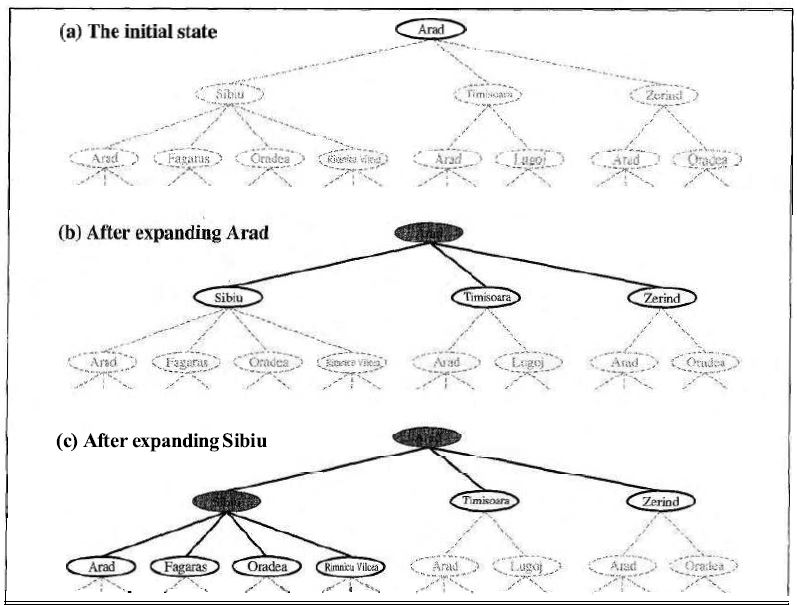 (a) The initial state
Arad
Sibiu Timisoara Zerind
Arad Fagaras Oradea Rimnicu Vilcea Arad Lugoj Arad Oradea
(b) After expanding Arad
Arad
Sibiu Timisoara Zerind
Arad Fagaras Oradea Rimnicu Vilcea Arad Lugoj Arad Oradea
(c) After expanding Sibiu
Arad
Sibiu Timisoara Zerind
Arad Fagaras Oradea Rimnicu Vilcea Arad Lugoj Arad Oradea